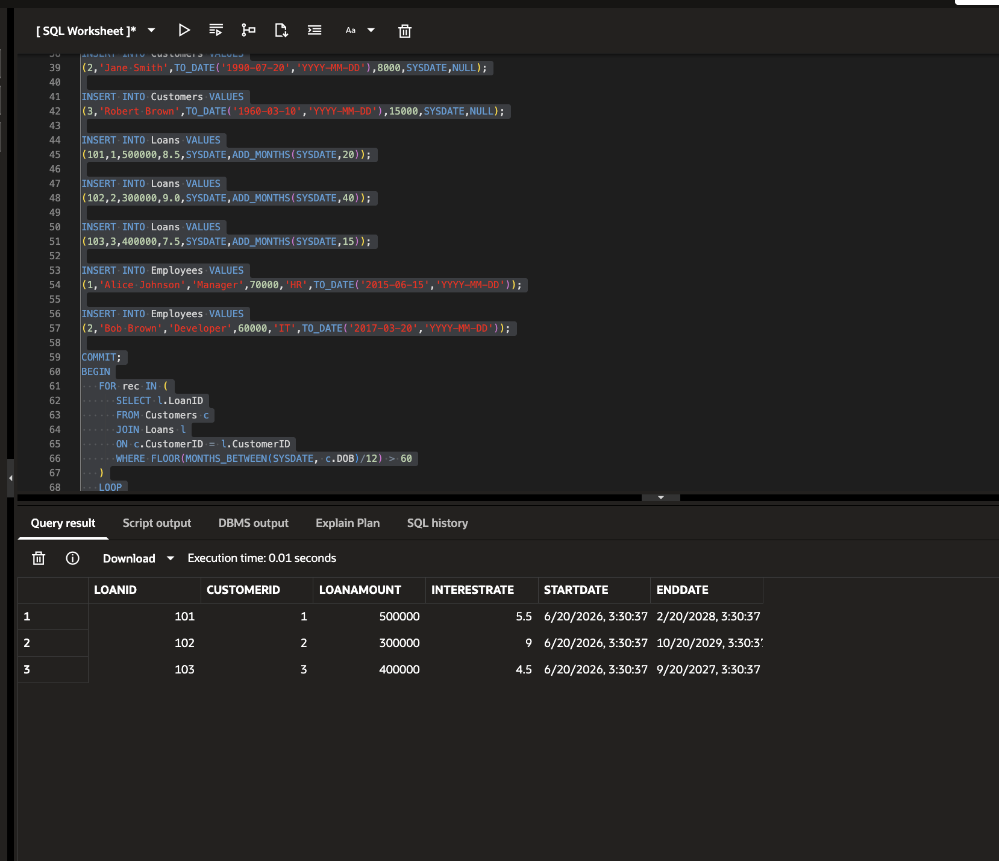 [ SQL Worksheet ]*
Aa
38 INSERT INTO Customers VALUES
39 (2,'Jane Smith',TO_DATE('1990-07-20','YYYY-MM-DD'),8000,SYSDATE,NULL);
40
41 INSERT INTO Customers VALUES
42 (3,'Robert Brown',TO_DATE('1960-03-10','YYYY-MM-DD'),15000,SYSDATE,NULL);
43
44 INSERT INTO Loans VALUES
45 (101,1,500000,8.5,SYSDATE,ADD_MONTHS(SYSDATE,20));
46
47 INSERT INTO Loans VALUES
48 (102,2,300000,9.0,SYSDATE,ADD_MONTHS(SYSDATE,40));
49
50 INSERT INTO Loans VALUES
51 (103,3,400000,7.5,SYSDATE,ADD_MONTHS(SYSDATE,15));
52
53 INSERT INTO Employees VALUES
54 (1,'Alice Johnson','Manager',70000,'HR',TO_DATE('2015-06-15','YYYY-MM-DD'));
55
56 INSERT INTO Employees VALUES
57 (2,'Bob Brown','Developer',60000,'IT',TO_DATE('2017-03-20','YYYY-MM-DD'));
58
59 COMMIT;
60 BEGIN
61 FOR rec IN (
62 SELECT l.LoanID
63 FROM Customers c
64 JOIN Loans l
65 ON c.CustomerID = l.CustomerID
66 WHERE FLOOR(MONTHS_BETWEEN(SYSDATE, c.DOB)/12) > 60
67 )
68 LOOP
Query result Script output DBMS output Explain Plan SQL history
Download Execution time: 0.01 seconds
LOANID CUSTOMERID LOANAMOUNT INTERESTRATE STARTDATE ENDDATE
1 101 1 500000 5.5 6/20/2026, 3:30:37 2/20/2028, 3:30:37
2 102 2 300000 9 6/20/2026, 3:30:37 10/20/2029, 3:30:37
3 103 3 400000 4.5 6/20/2026, 3:30:37 9/20/2027, 3:30:37